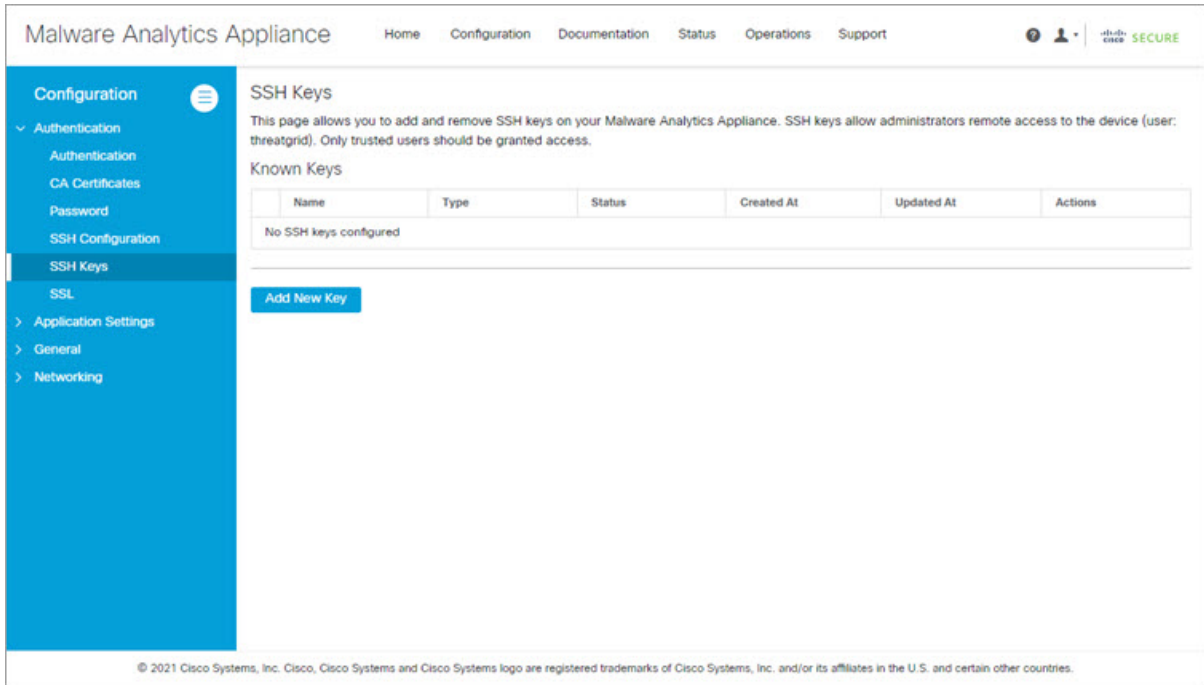 Malware Analytics Appliance
Home Configuration Documentation Status Operations Support
CISCO SECURE
Configuration
Authentication
Authentication
CA Certificates
Password
SSH Configuration
SSH Keys
SSL
Application Settings
General
Networking
SSH Keys
This page allows you to add and remove SSH keys on your Malware Analytics Appliance. SSH keys allow administrators remote access to the device (user:
threatgrid). Only trusted users should be granted access.
Known Keys
Name Type Status Created At Updated At Actions
No SSH keys configured
Add New Key
© 2021 Cisco Systems, Inc. Cisco, Cisco Systems and Cisco Systems logo are registered trademarks of Cisco Systems, Inc. and/or its affiliates in the U.S. and certain other countries.